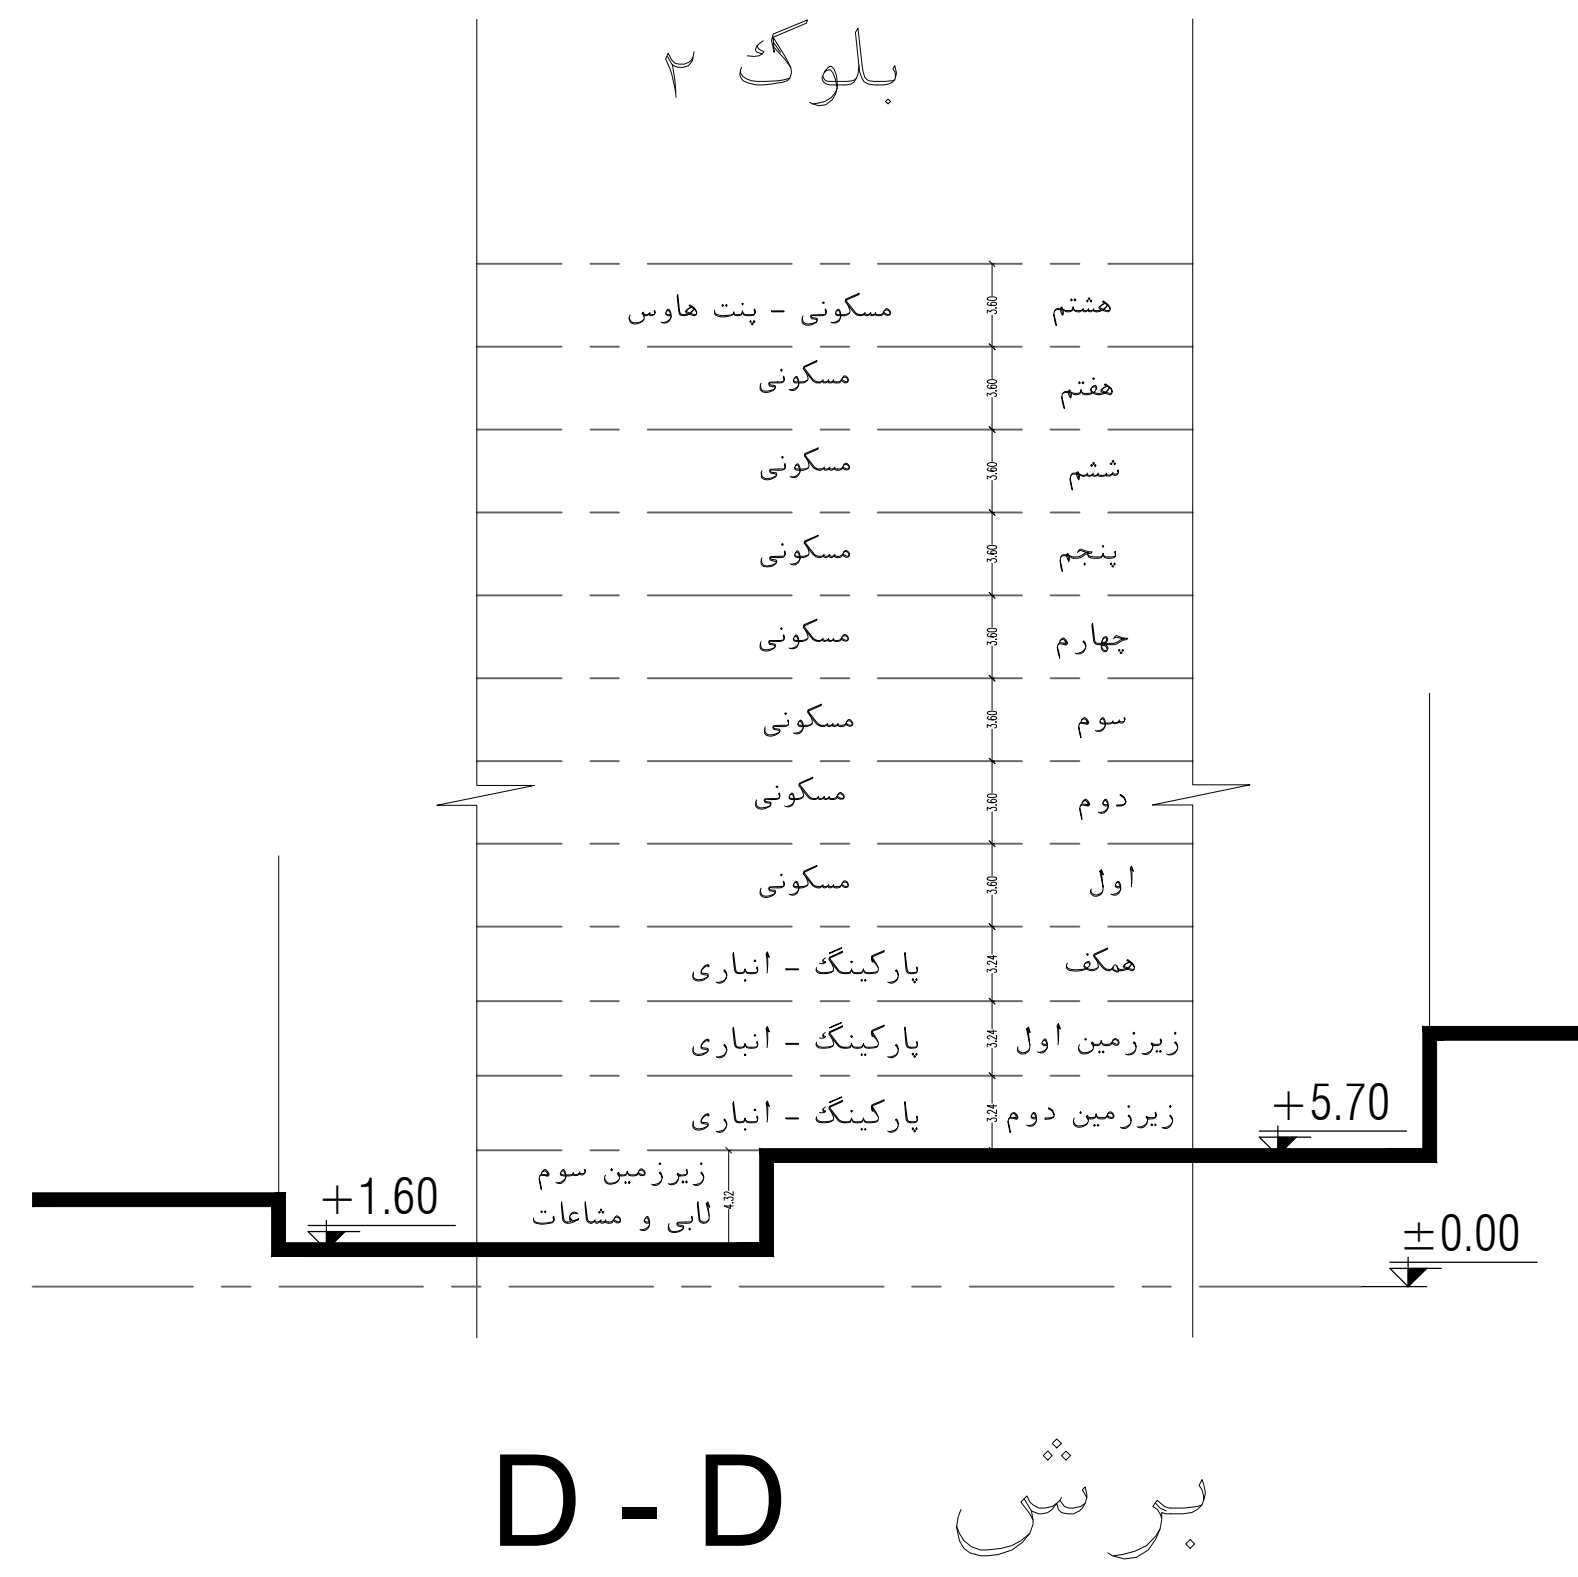 بلوک ۲
هشتم 3.60 مسکونی - پنت هاوس
هفتم 3.60 مسکونی
ششم 3.60 مسکونی
پنجم 3.60 مسکونی
چهارم 3.60 مسکونی
سوم 3.60 مسکونی
دوم 3.60 مسکونی
اول 3.60 مسکونی
همکف 3.24 پارکینگ - انباری
زیرزمین اول 3.24 پارکینگ - انباری
+5.70
زیرزمین دوم 3.24 پارکینگ - انباری
زیرزمین سوم
4.32
لابی و مشاعات
+1.60
±0.00
برش D - D